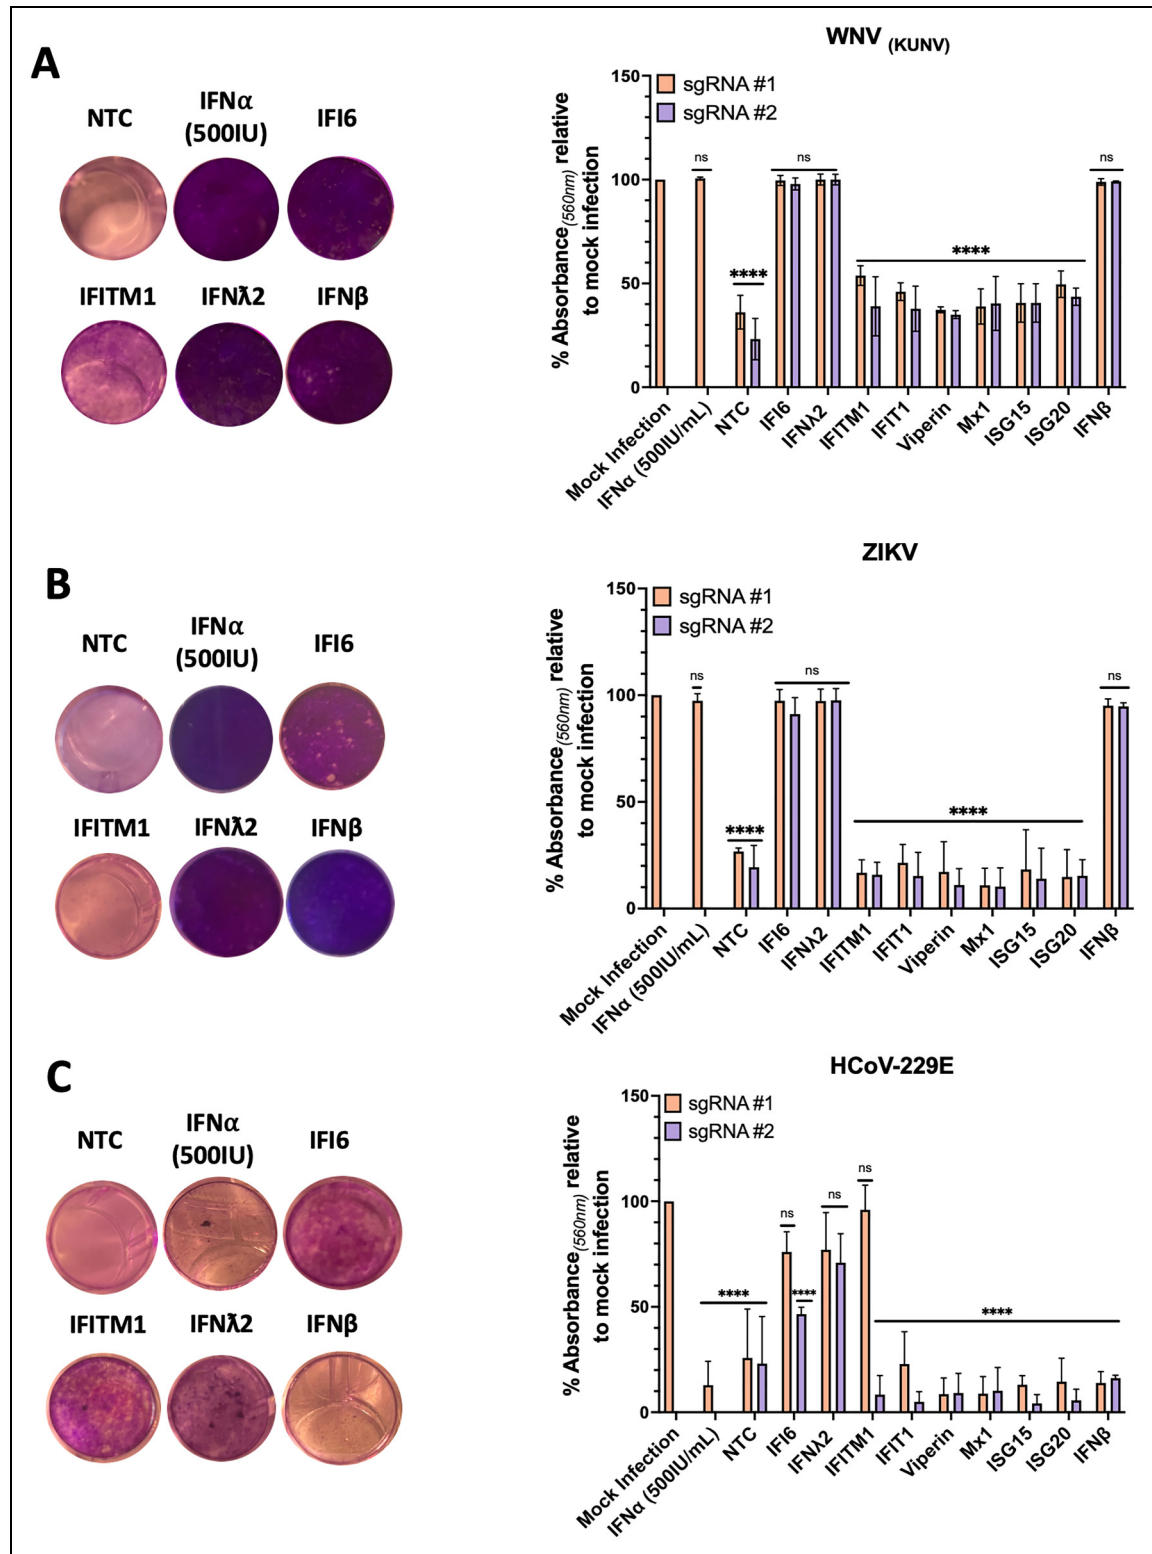 A
NTC
IFNα
(500IU)
IFI6
IFITM1
IFNƛ2
IFNβ
WNV (KUNV)
sgRNA #1
sgRNA #2
% Absorbance(560nm) relative
to mock infection
150
100
50
0
ns
****
ns
****
ns
Mock Infection
IFNα (500IU/mL)
NTC
IFI6
IFNλ2
IFITM1
IFIT1
Viperin
Mx1
ISG15
ISG20
IFNβ
B
NTC
IFNα
(500IU)
IFI6
IFITM1
IFNƛ2
IFNβ
ZIKV
sgRNA #1
sgRNA #2
% Absorbance(560nm) relative
to mock infection
150
100
50
0
ns
****
ns
****
ns
Mock Infection
IFNα (500IU/mL)
NTC
IFI6
IFNλ2
IFITM1
IFIT1
Viperin
Mx1
ISG15
ISG20
IFNβ
C
NTC
IFNα
(500IU)
IFI6
IFITM1
IFNƛ2
IFNβ
HCoV-229E
sgRNA #1
sgRNA #2
% Absorbance(560nm) relative
to mock infection
150
100
50
0
****
ns
****
ns
ns
****
Mock Infection
IFNα (500IU/mL)
NTC
IFI6
IFNλ2
IFITM1
IFIT1
Viperin
Mx1
ISG15
ISG20
IFNβ